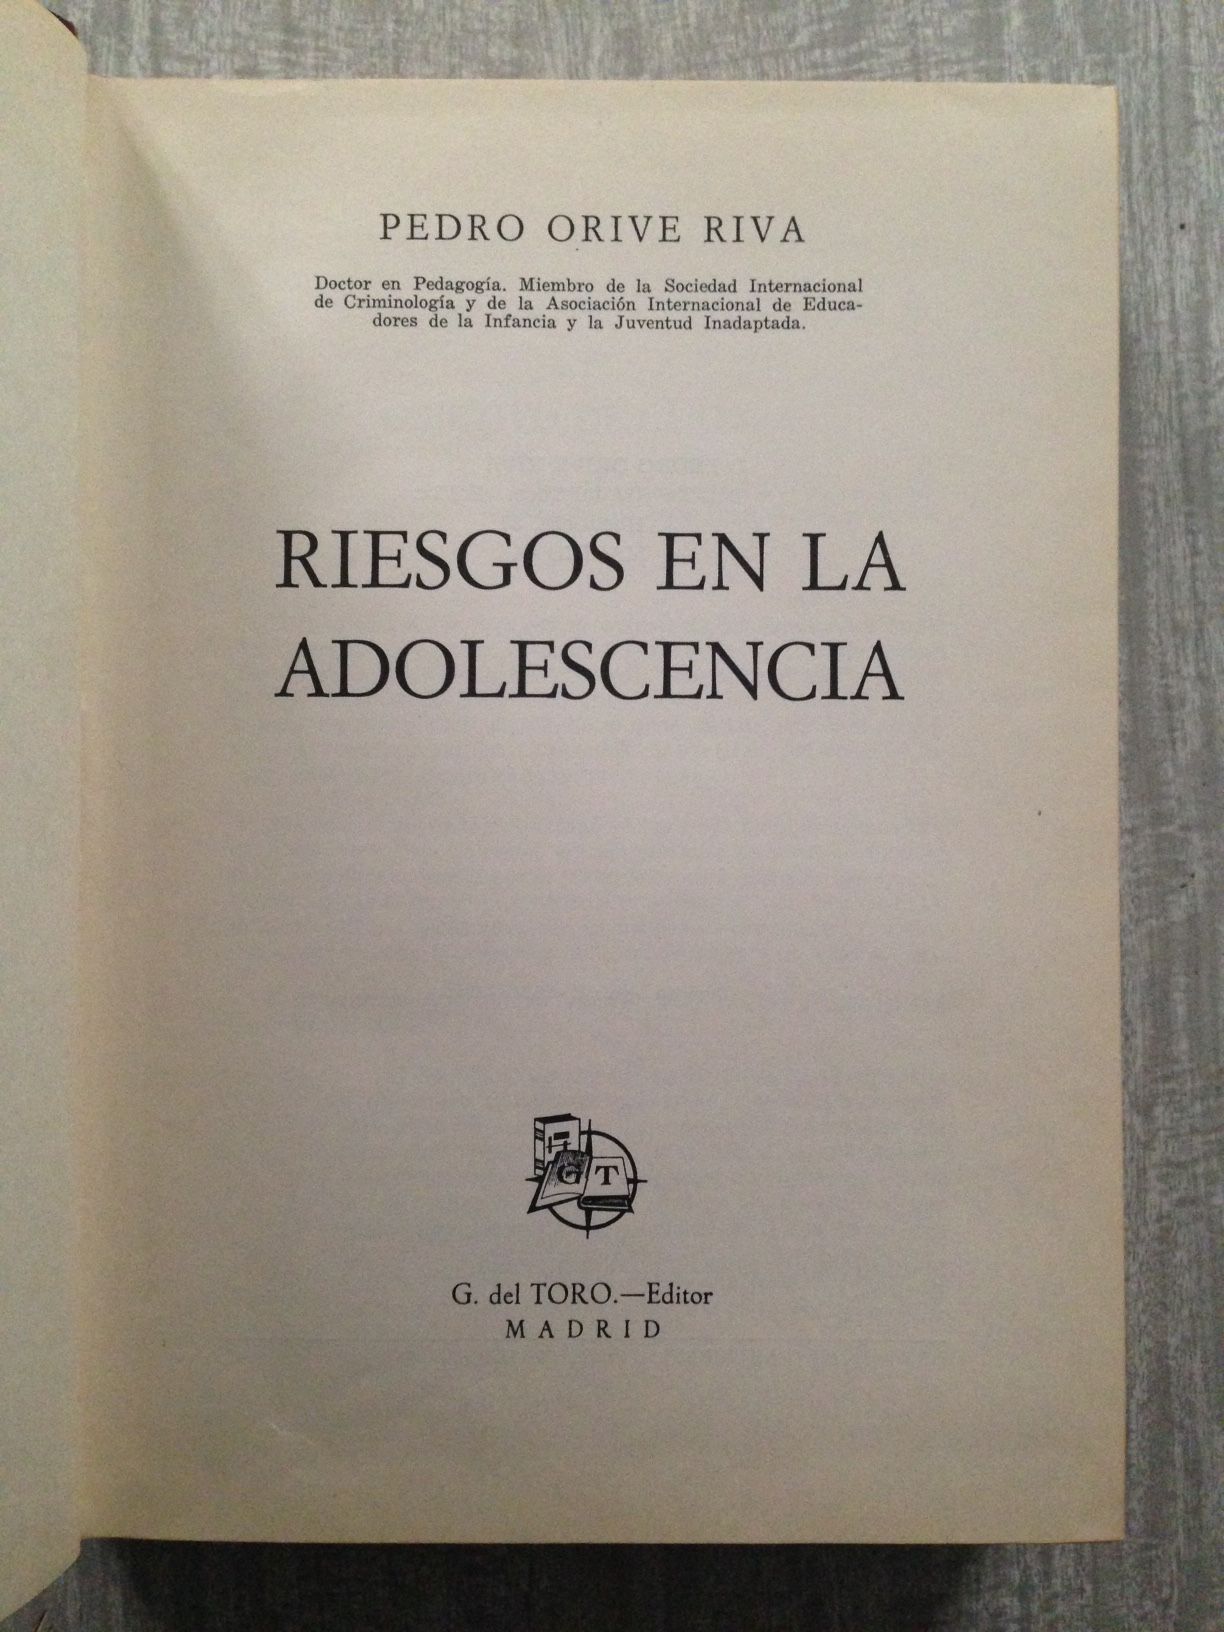 PEDRO ORIVE RIVA
Doctor en Pedagogía. Miembro de la Sociedad Internacional
de Criminología y de la Asociación Internacional de Educa-
dores de la Infancia y la Juventud Inadaptada.
RIESGOS EN LA
ADOLESCENCIA
G T
G. del TORO.—Editor
MADRID